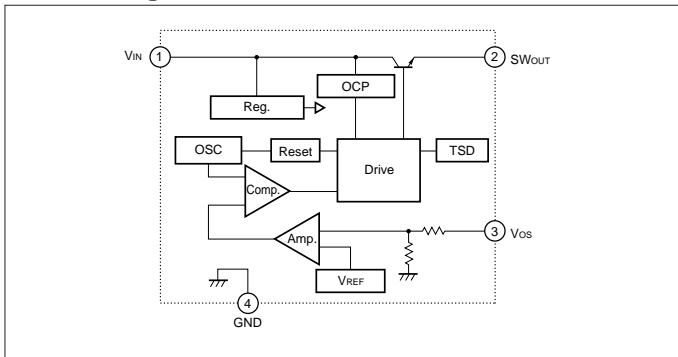 VIN 1
2 SWOUT
OCP
Reg.
OSC
Reset
Drive
TSD
Comp.
Amp.
3 VOS
VREF
4
GND